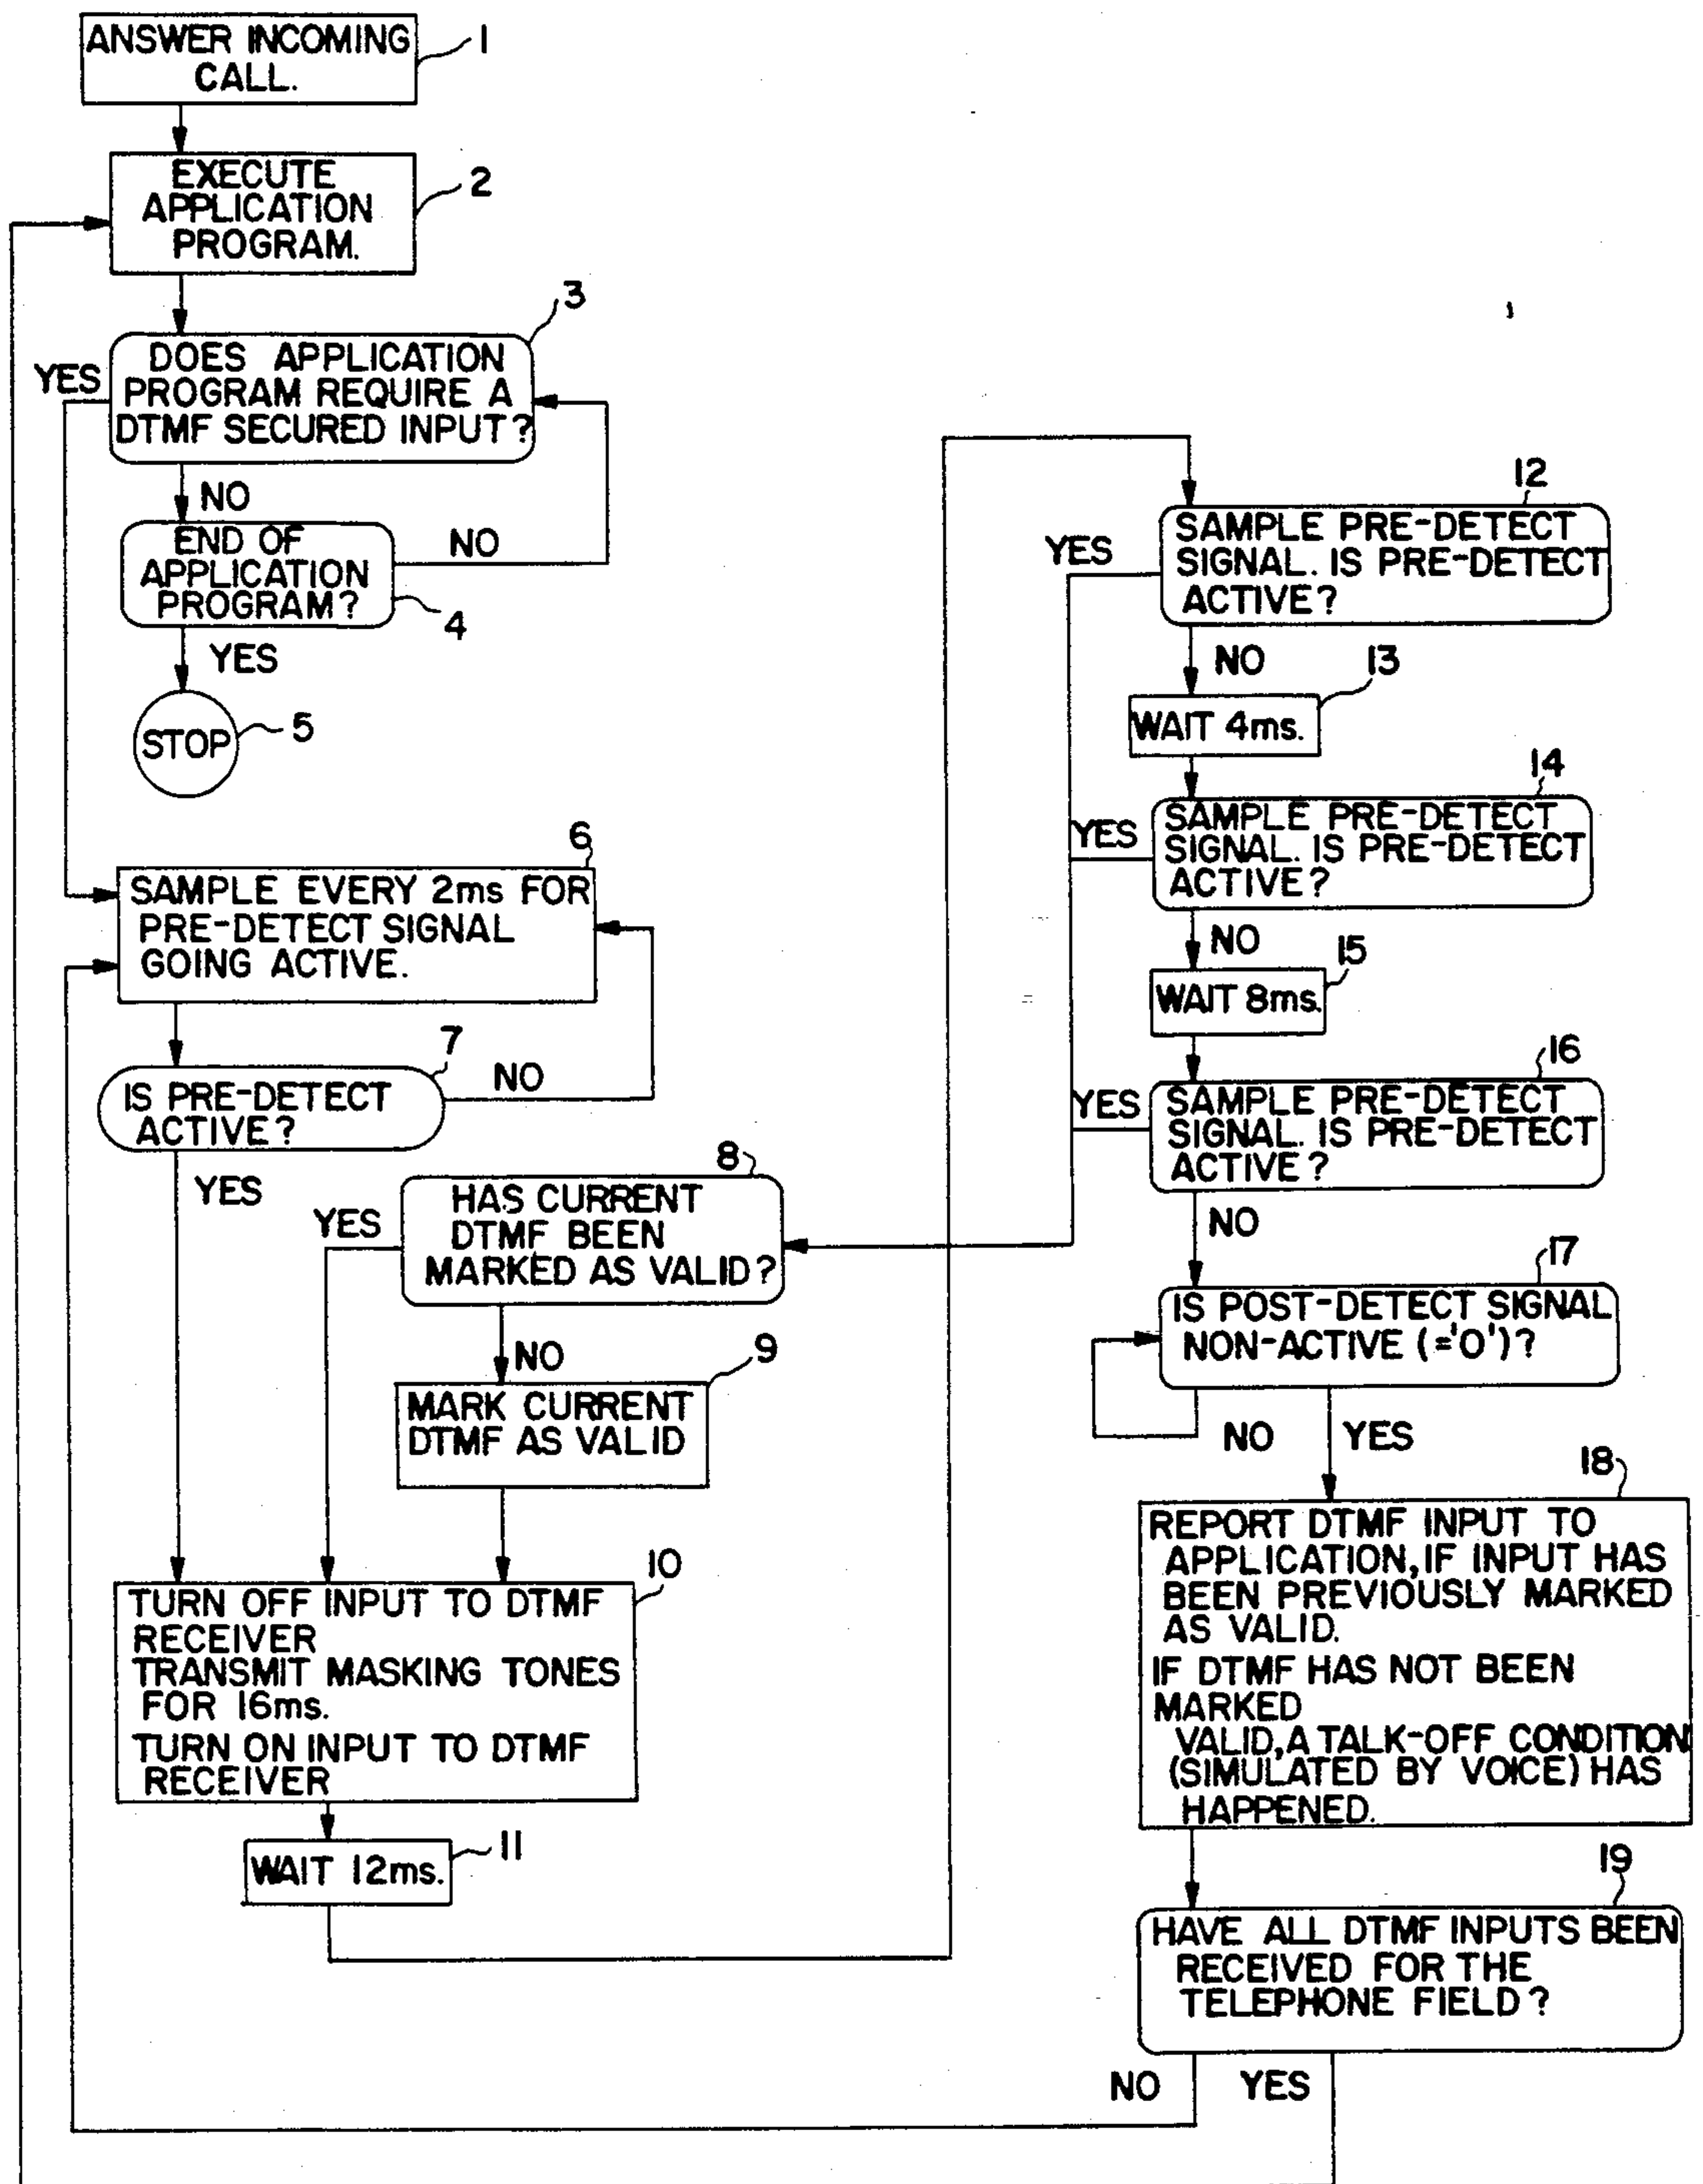 ANSWER INCOMING
CALL.
1
EXECUTE
APPLICATION
PROGRAM.
2
3
DOES APPLICATION
PROGRAM REQUIRE A
DTMF SECURED INPUT?
YES
NO
END OF
APPLICATION
PROGRAM?
NO
4
YES
STOP
5
6
SAMPLE EVERY 2ms FOR
PRE-DETECT SIGNAL
GOING ACTIVE.
7
IS PRE-DETECT
ACTIVE?
NO
YES
8
HAS CURRENT
DTMF BEEN
MARKED AS VALID?
YES
NO
9
MARK CURRENT
DTMF AS VALID
10
TURN OFF INPUT TO DTMF
RECEIVER
TRANSMIT MASKING TONES
FOR 16ms.
TURN ON INPUT TO DTMF
RECEIVER
11
WAIT 12ms.
12
SAMPLE PRE-DETECT
SIGNAL. IS PRE-DETECT
ACTIVE?
YES
NO
13
WAIT 4ms.
14
SAMPLE PRE-DETECT
SIGNAL. IS PRE-DETECT
ACTIVE?
YES
NO
15
WAIT 8ms.
16
SAMPLE PRE-DETECT
SIGNAL. IS PRE-DETECT
ACTIVE?
YES
NO
17
IS POST-DETECT SIGNAL
NON-ACTIVE (='0')?
NO
YES
18
REPORT DTMF INPUT TO
APPLICATION, IF INPUT HAS
BEEN PREVIOUSLY MARKED
AS VALID.
IF DTMF HAS NOT BEEN
MARKED
VALID, A TALK-OFF CONDITION
(SIMULATED BY VOICE) HAS
HAPPENED.
19
HAVE ALL DTMF INPUTS BEEN
RECEIVED FOR THE
TELEPHONE FIELD?
NO
YES